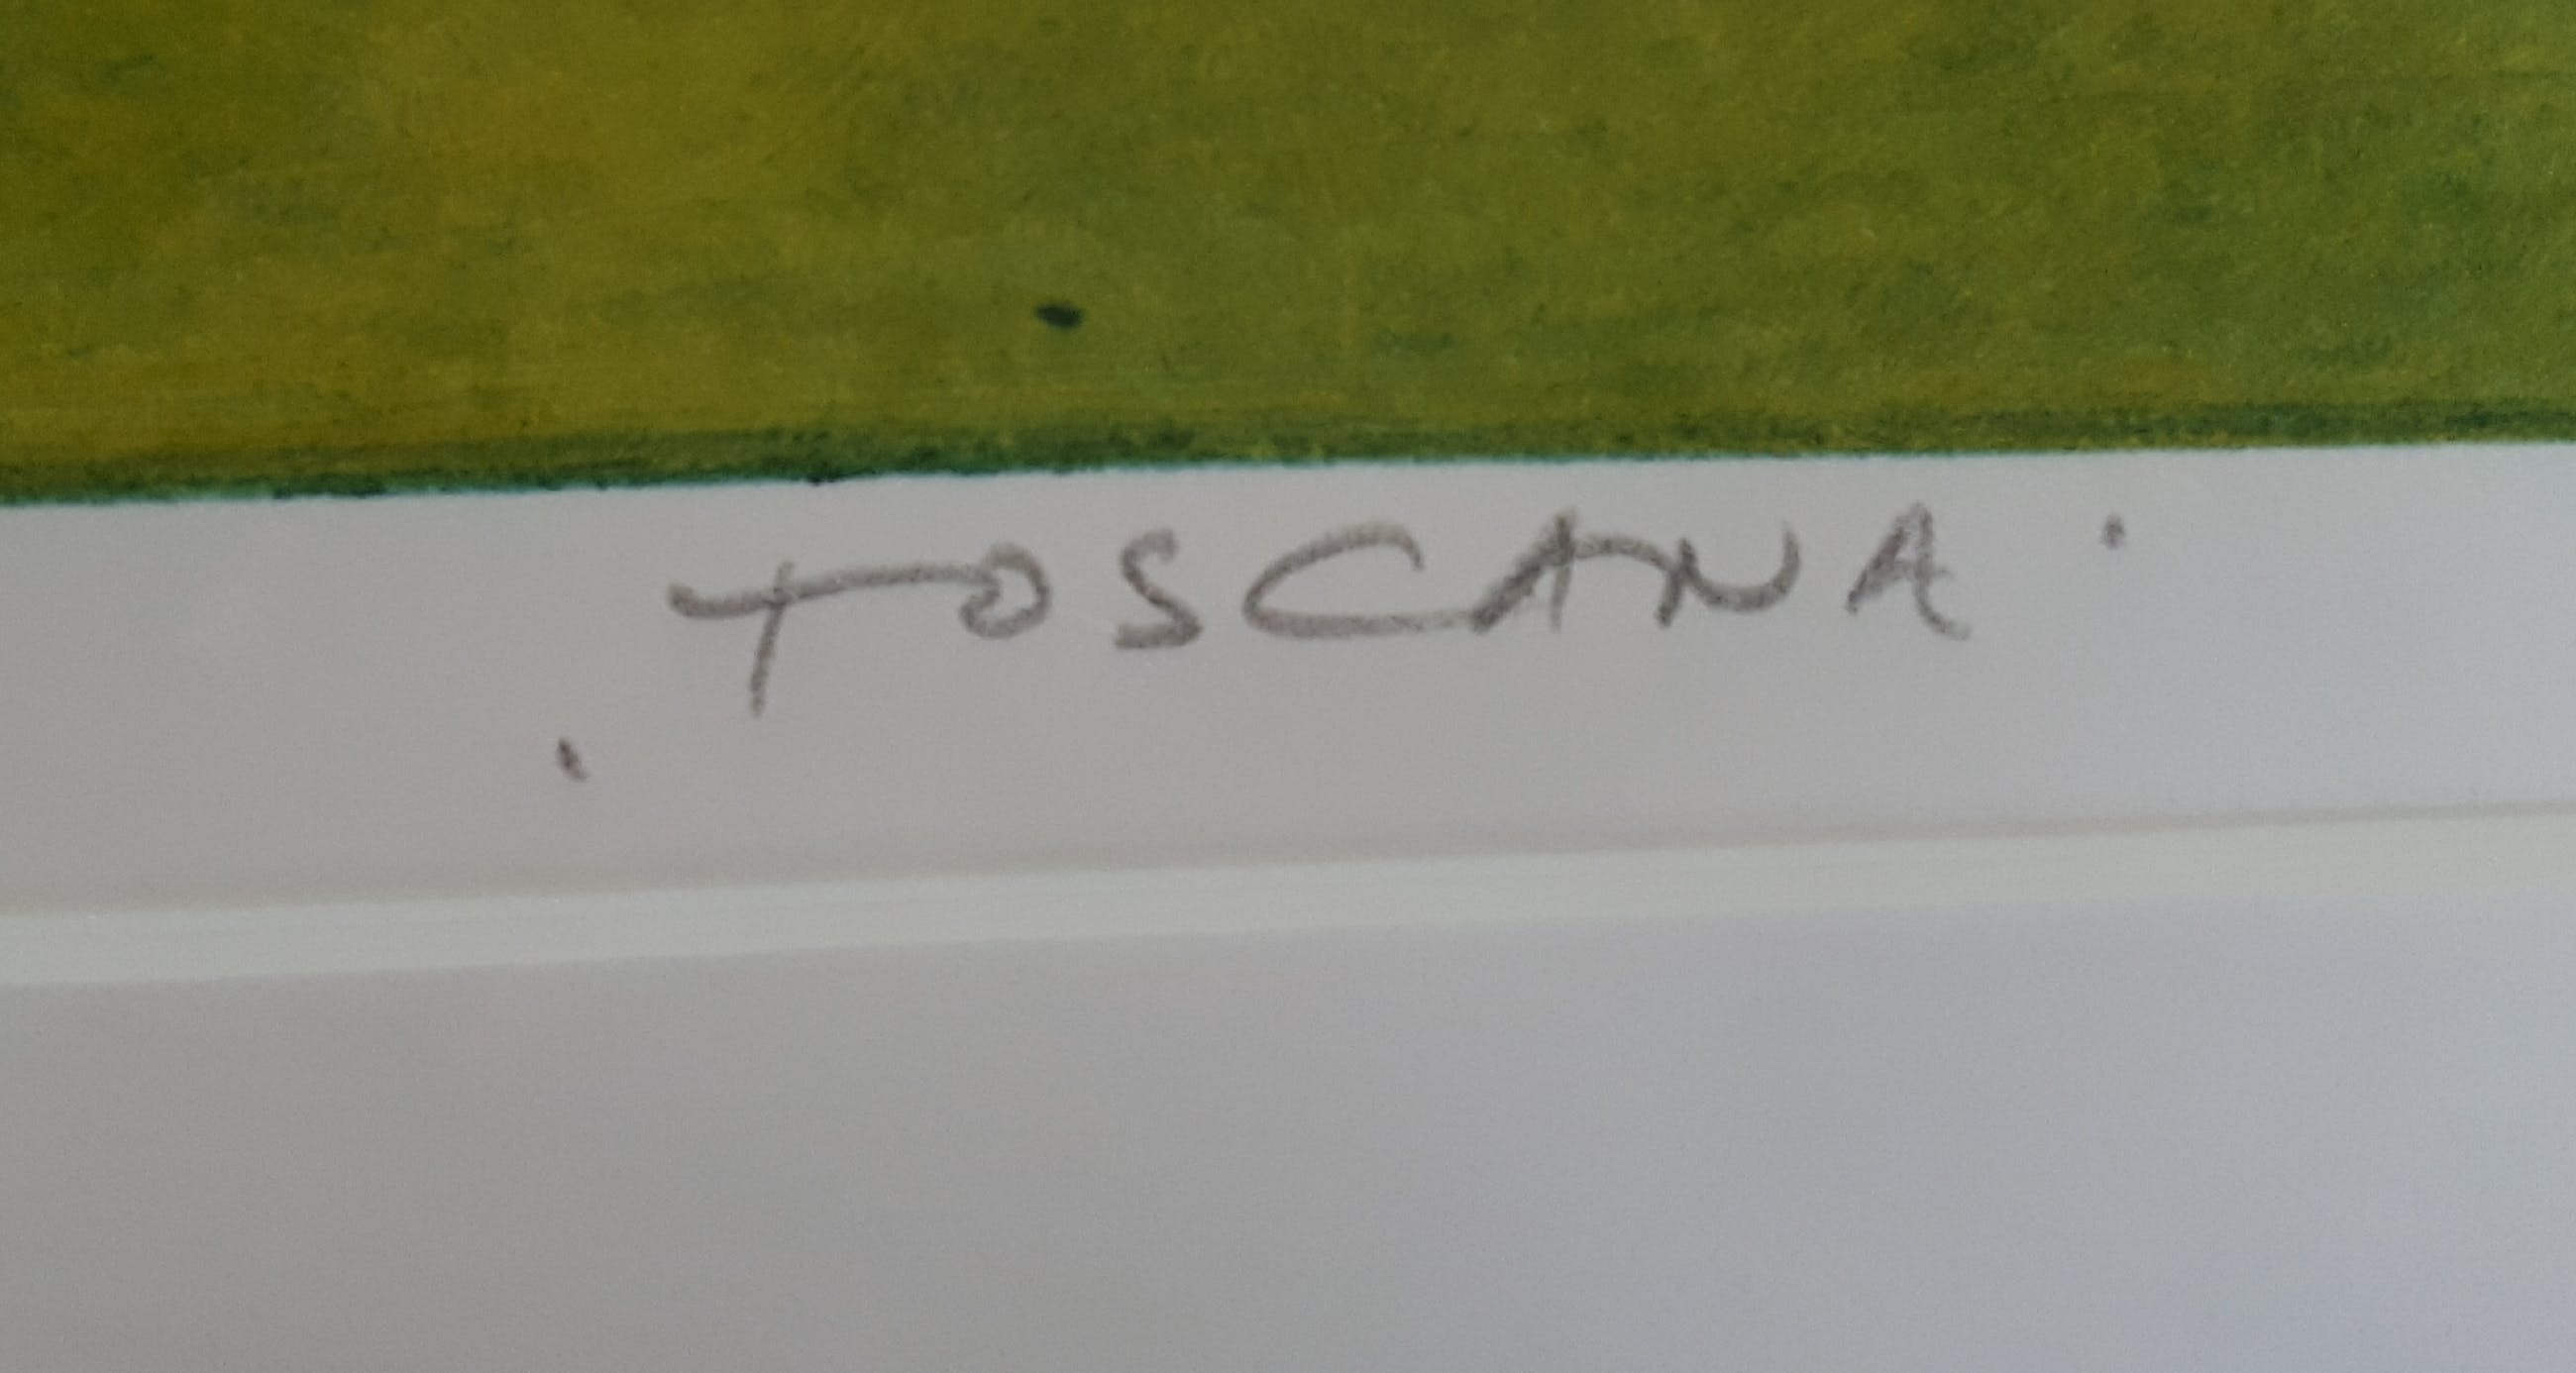 . TOSCANA .